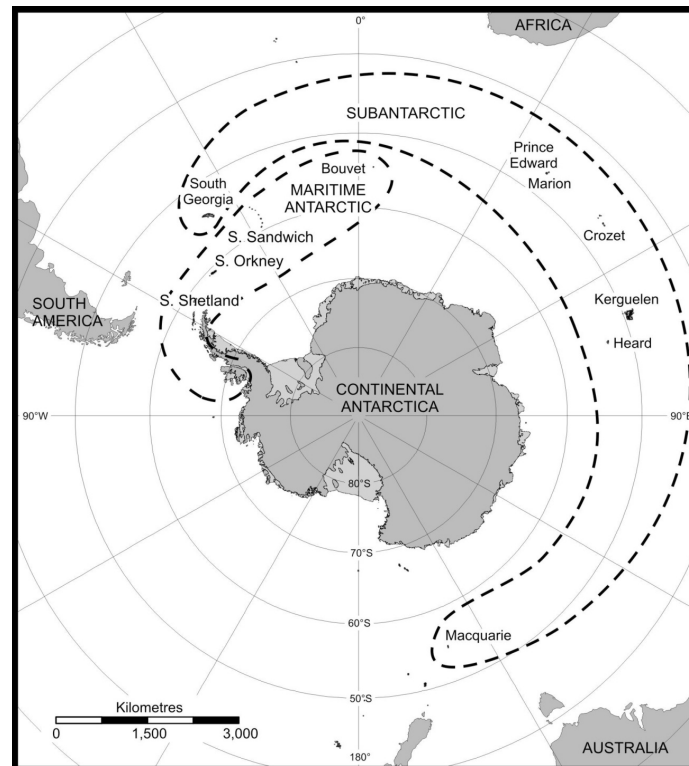 0°
AFRICA
SUBANTARCTIC
Prince
Edward
Marion
Bouvet
MARITIME
ANTARCTIC
South
Georgia
Crozet
S. Sandwich
S. Orkney
S. Shetland
SOUTH
AMERICA
Kerguelen
Heard
CONTINENTAL
ANTARCTICA
90°W
90°E
80°S
70°S
60°S
Macquarie
50°S
Kilometres
0 1,500 3,000
180°
AUSTRALIA